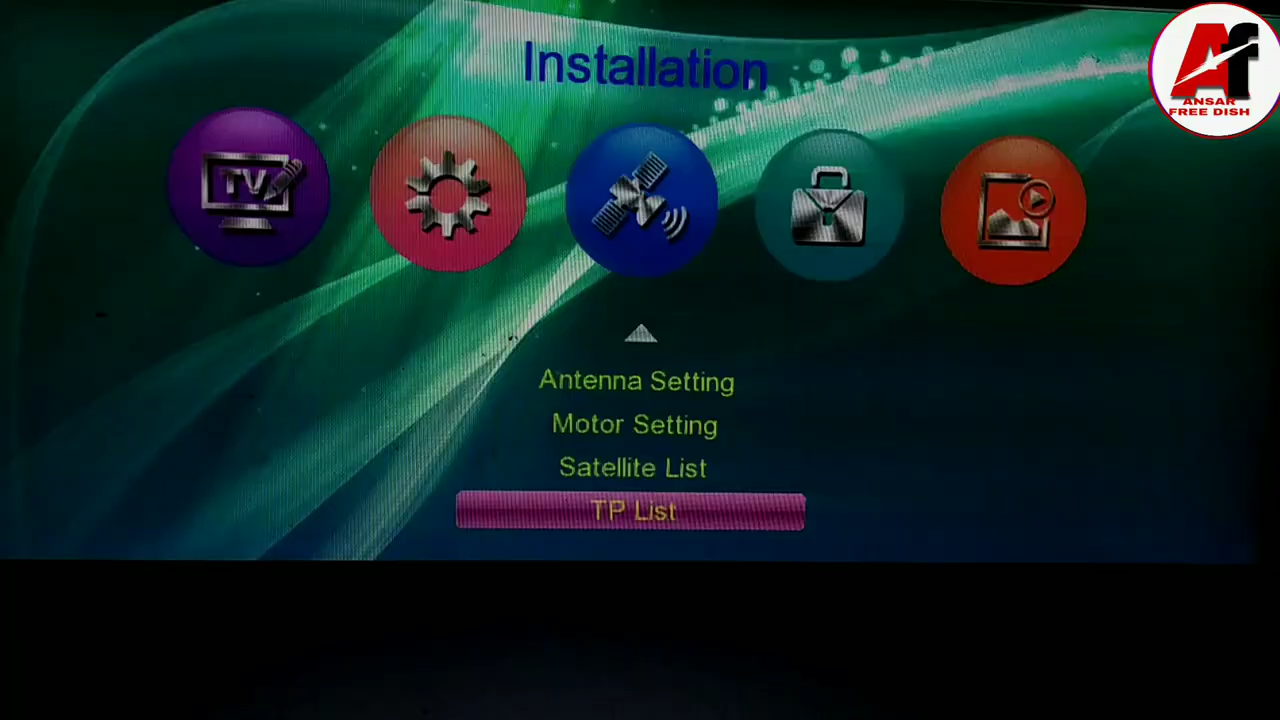 Installation
Af
ANSAR
FREE DISH
TV
Antenna Setting
Motor Setting
Satellite List
TP List